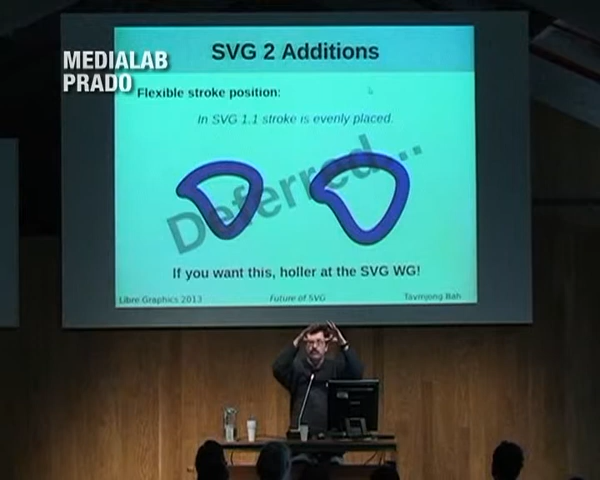 SVG 2 Additions
MEDIALAB
PRADO
Flexible stroke position:
In SVG 1.1 stroke is evenly placed.
Deferred...
If you want this, holler at the SVG WG!
Libre Graphics 2013
Future of SVG
Tavmjong Bah